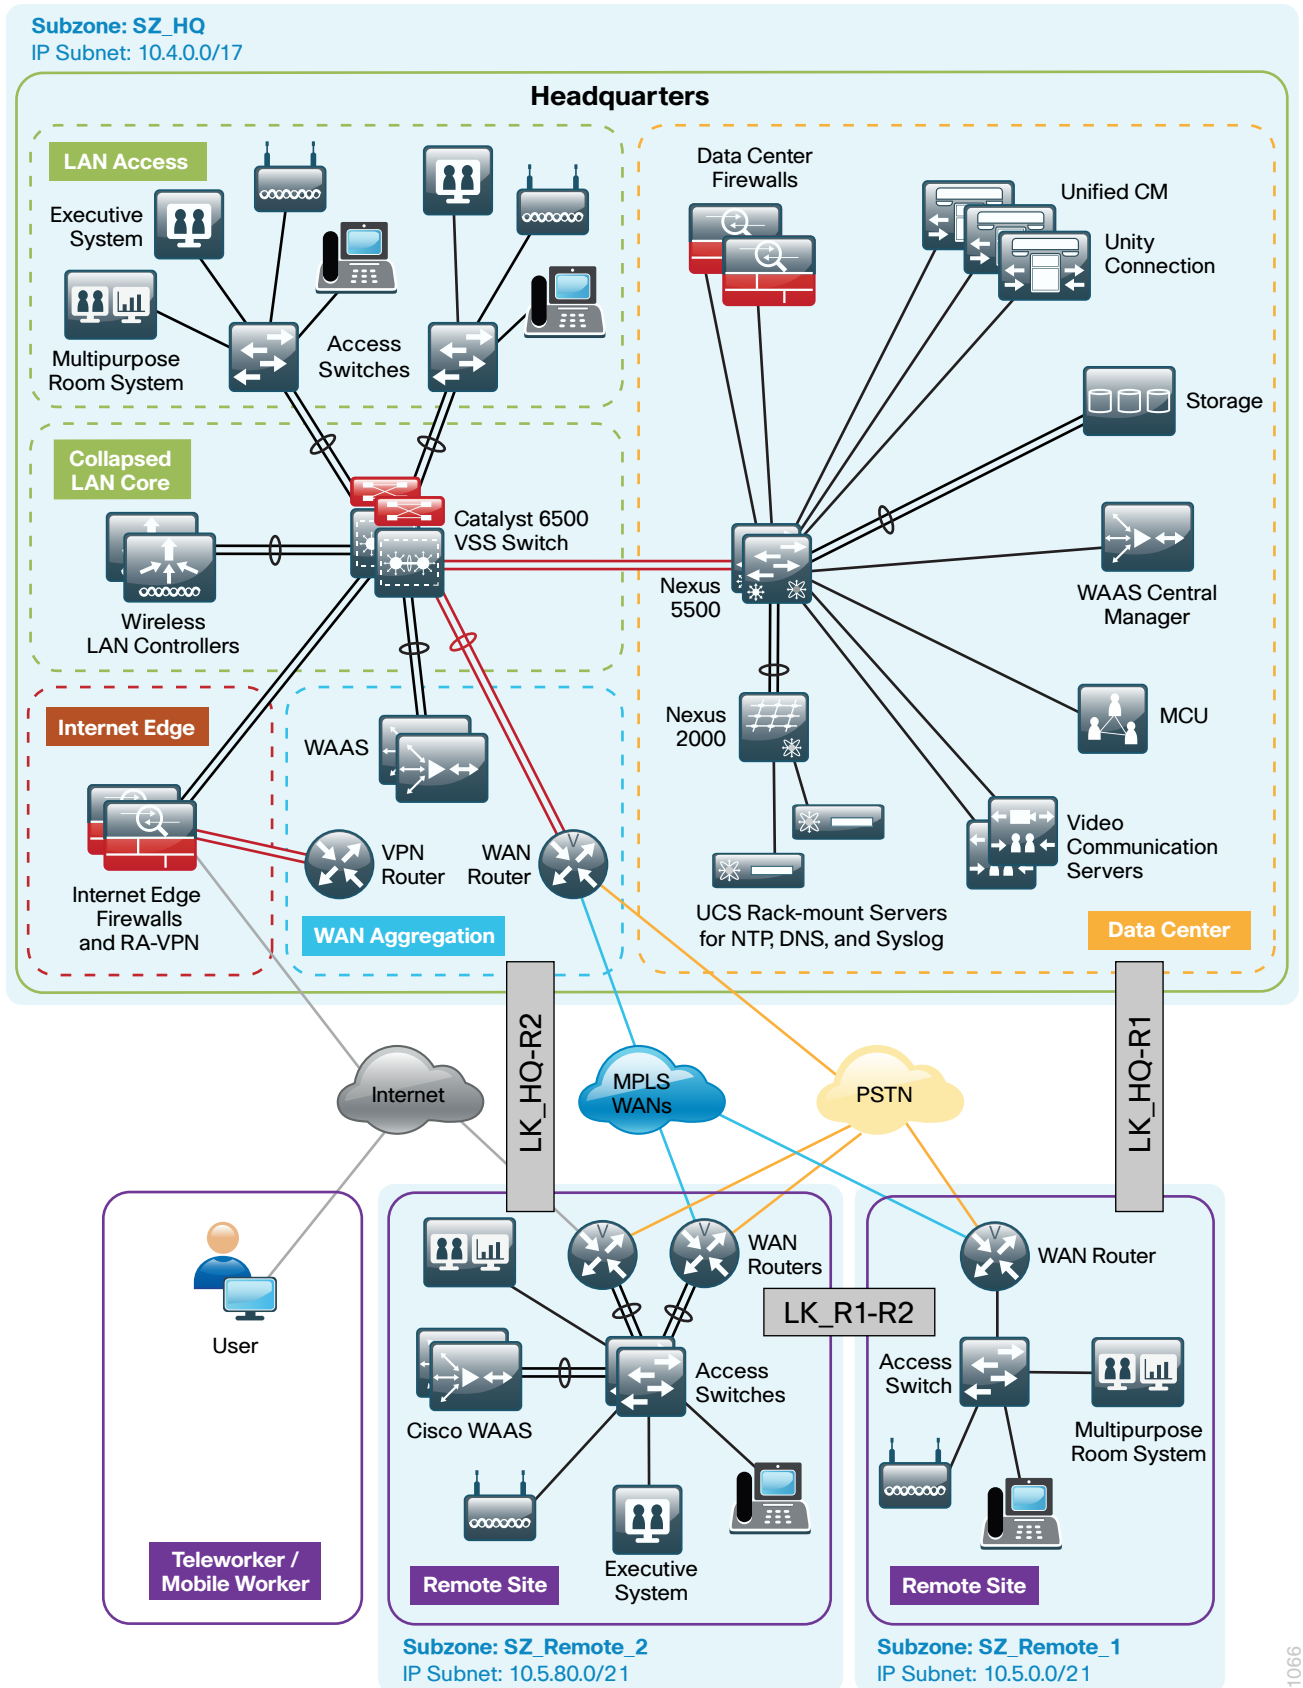 Subzone: SZ_HQ
IP Subnet: 10.4.0.0/17
Headquarters
LAN Access
Executive
System
Multipurpose
Room System
Access
Switches
Data Center
Firewalls
Unified CM
Unity
Connection
Storage
Collapsed
LAN Core
Catalyst 6500
VSS Switch
Wireless
LAN Controllers
Nexus
5500
WAAS Central
Manager
Nexus
2000
MCU
Internet Edge
WAAS
VPN
Router
WAN
Router
Video
Communication
Servers
Internet Edge
Firewalls
and RA-VPN
WAN Aggregation
UCS Rack-mount Servers
for NTP, DNS, and Syslog
Data Center
LK_HQ-R2
LK_HQ-R1
Internet
MPLS
WANs
PSTN
V
V
V
V
User
Teleworker /
Mobile Worker
WAN
Routers
LK_R1-R2
WAN Router
Access
Switches
Cisco WAAS
Executive
System
Remote Site
Access
Switch
Multipurpose
Room System
Remote Site
Subzone: SZ_Remote_2
IP Subnet: 10.5.80.0/21
Subzone: SZ_Remote_1
IP Subnet: 10.5.0.0/21
1066